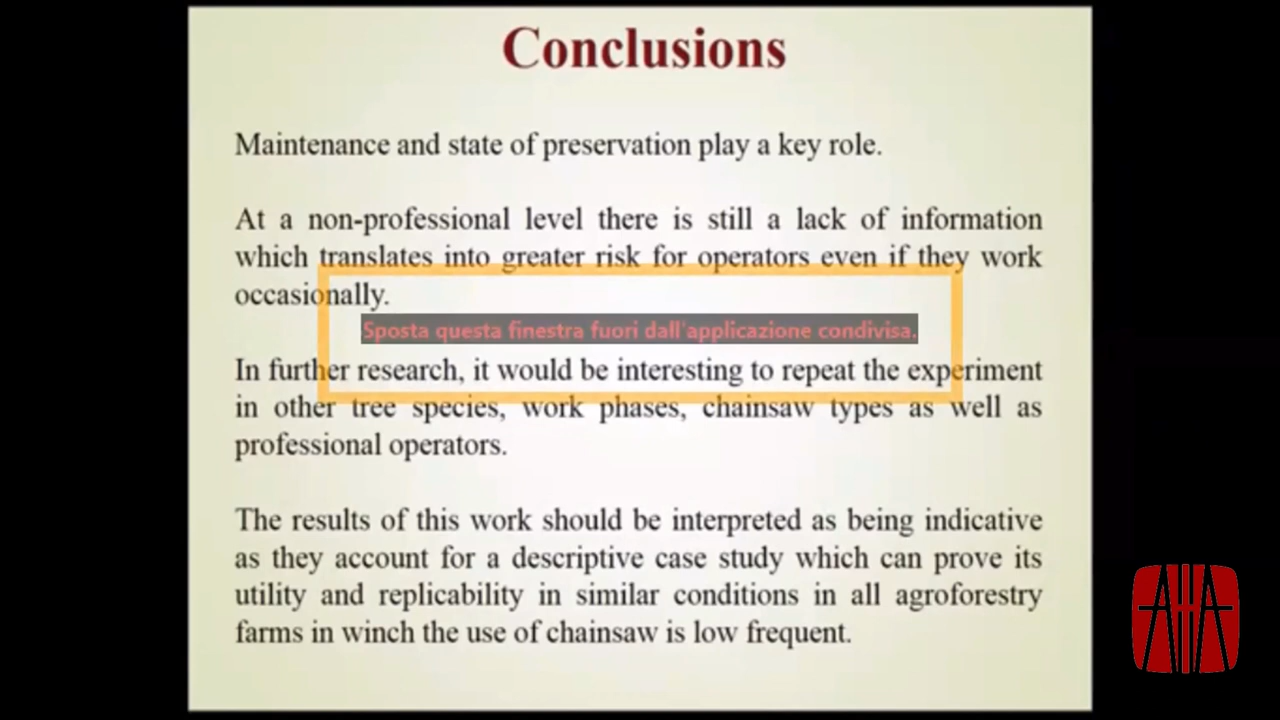 Conclusions
Maintenance and state of preservation play a key role.
At a non-professional level there is still a lack of information
which translates into greater risk for operators even if they work
occasionally.
Sposta questa finestra fuori dall'applicazione condivisa.
In further research, it would be interesting to repeat the experiment
in other tree species, work phases, chainsaw types as well as
professional operators.
The results of this work should be interpreted as being indicative
as they account for a descriptive case study which can prove its
utility and replicability in similar conditions in all agroforestry
farms in winch the use of chainsaw is low frequent.
AIIA